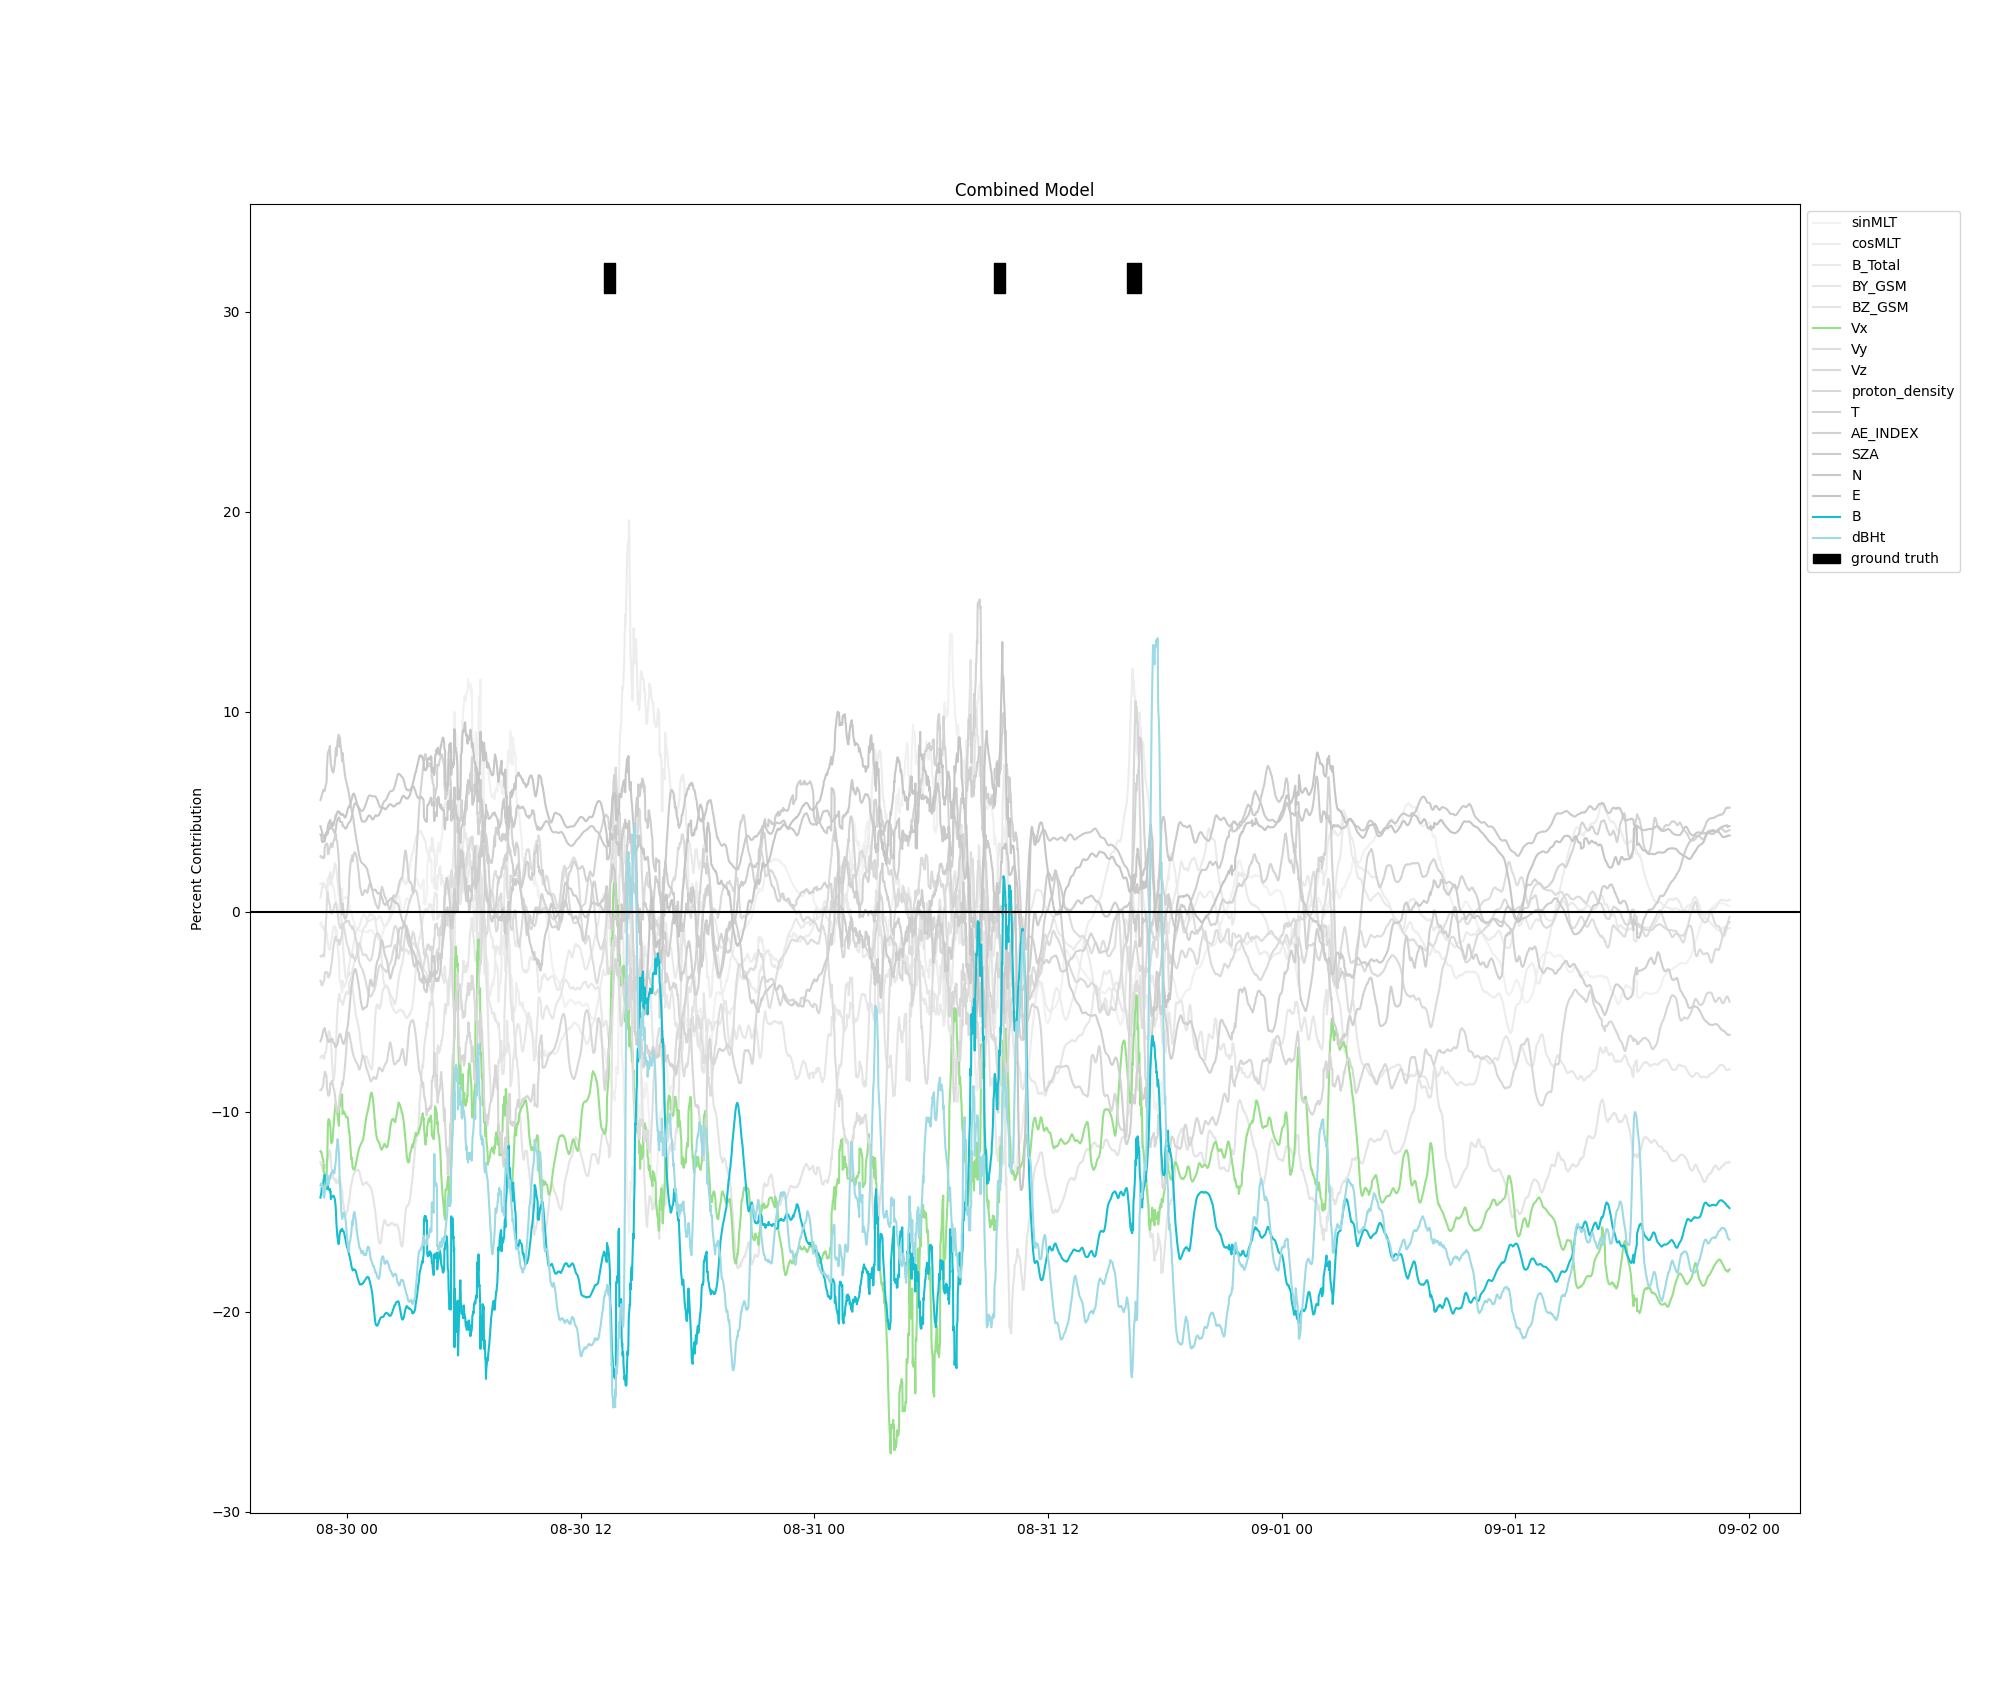 Combined Model
Percent Contribution
30
20
10
0
−10
−20
−30
08-30 00
08-30 12
08-31 00
08-31 12
09-01 00
09-01 12
09-02 00
sinMLT
cosMLT
B_Total
BY_GSM
BZ_GSM
Vx
Vy
Vz
proton_density
T
AE_INDEX
SZA
N
E
B
dBHt
ground truth